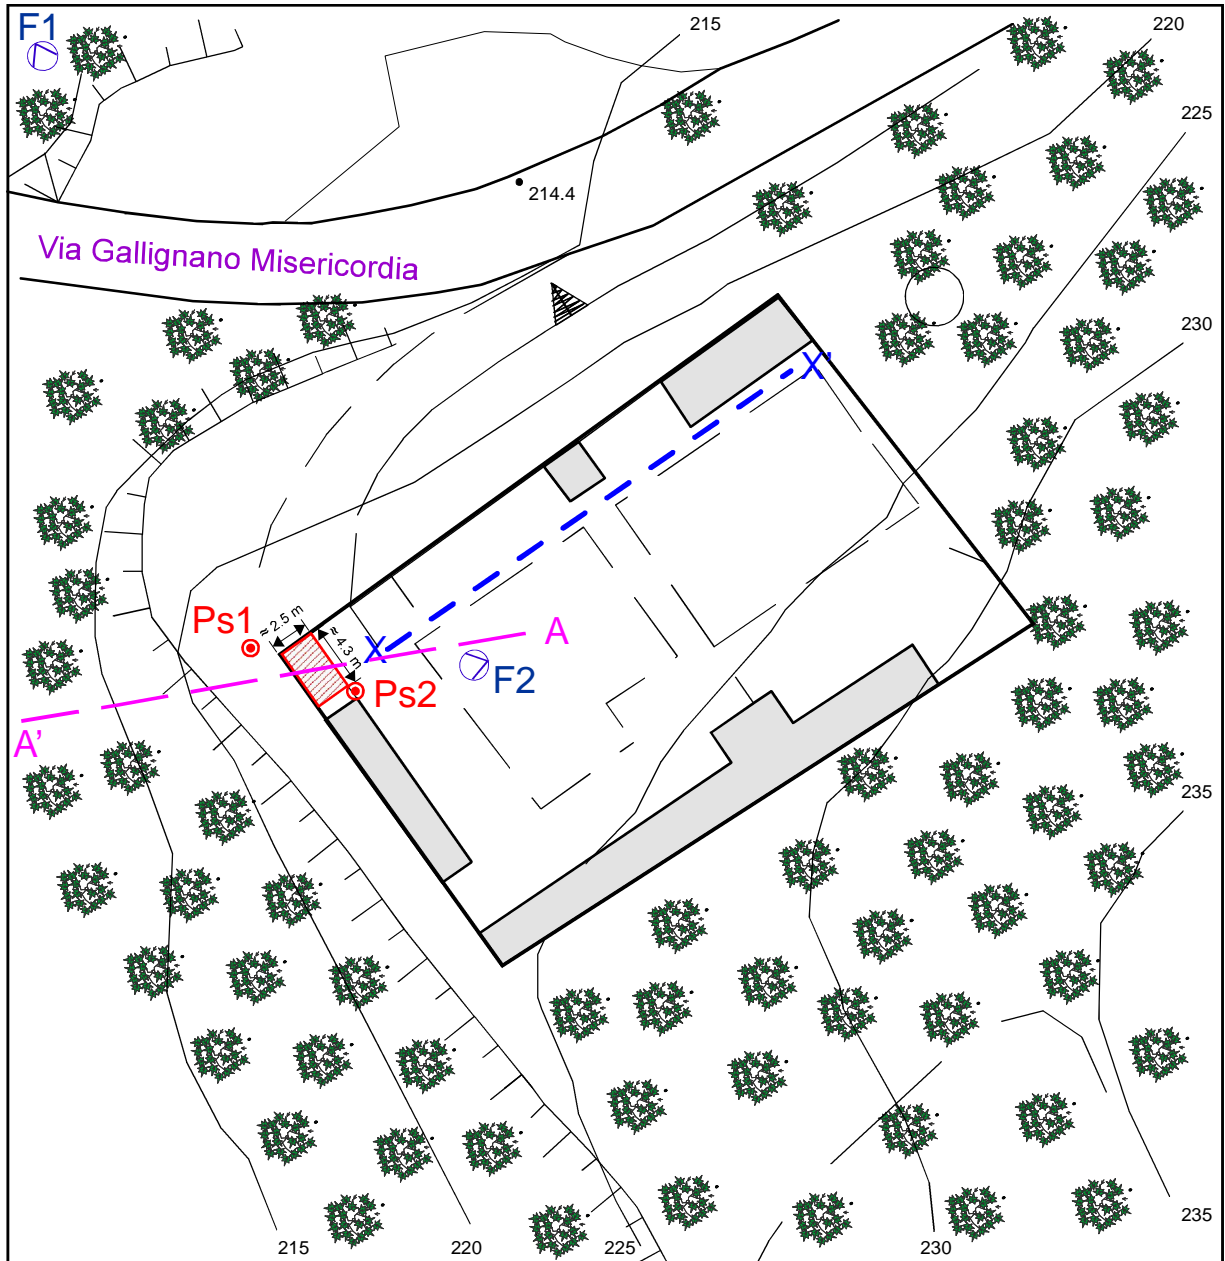 F1
215
220
225
214.4
Via Gallignano Misericordia
230
X'
Ps1
≈ 2.5 m
≈ 4.3 m
X
A
F2
Ps2
A’
235
235
215
220
225
230